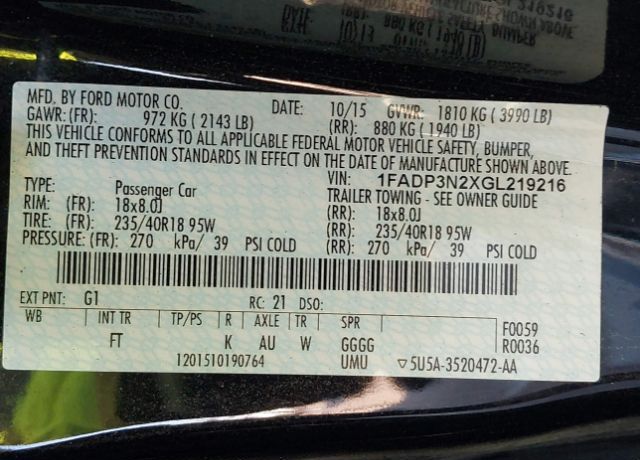 MFD. BY FORD MOTOR CO. DATE: 10/15 GVWR: 1810 KG ( 3990 LB)
GAWR:(FR): 972 KG ( 2143 LB) (RR): 880 KG ( 1940 LB)
THIS VEHICLE CONFORMS TO ALL APPLICABLE FEDERAL MOTOR VEHICLE SAFETY, BUMPER,
AND THEFT PREVENTION STANDARDS IN EFFECT ON THE DATE OF MANUFACTURE SHOWN ABOVE.
VIN: 1FADP3N2XGL219216
TYPE: Passenger Car TRAILER TOWING - SEE OWNER GUIDE
RIM: (FR): 18x8.0J (RR): 18x8.0J
TIRE: (FR): 235/40R18 95W (RR): 235/40R18 95W
PRESSURE: (FR): 270 kPa/ 39 PSI COLD (RR): 270 kPa/ 39 PSI COLD
EXT PNT: G1 RC: 21 DSO:
WB INT TR TP/PS R AXLE TR SPR F0059
FT K AU W GGGG R0036
1201510190764 UMU ▽5U5A-3520472-AA